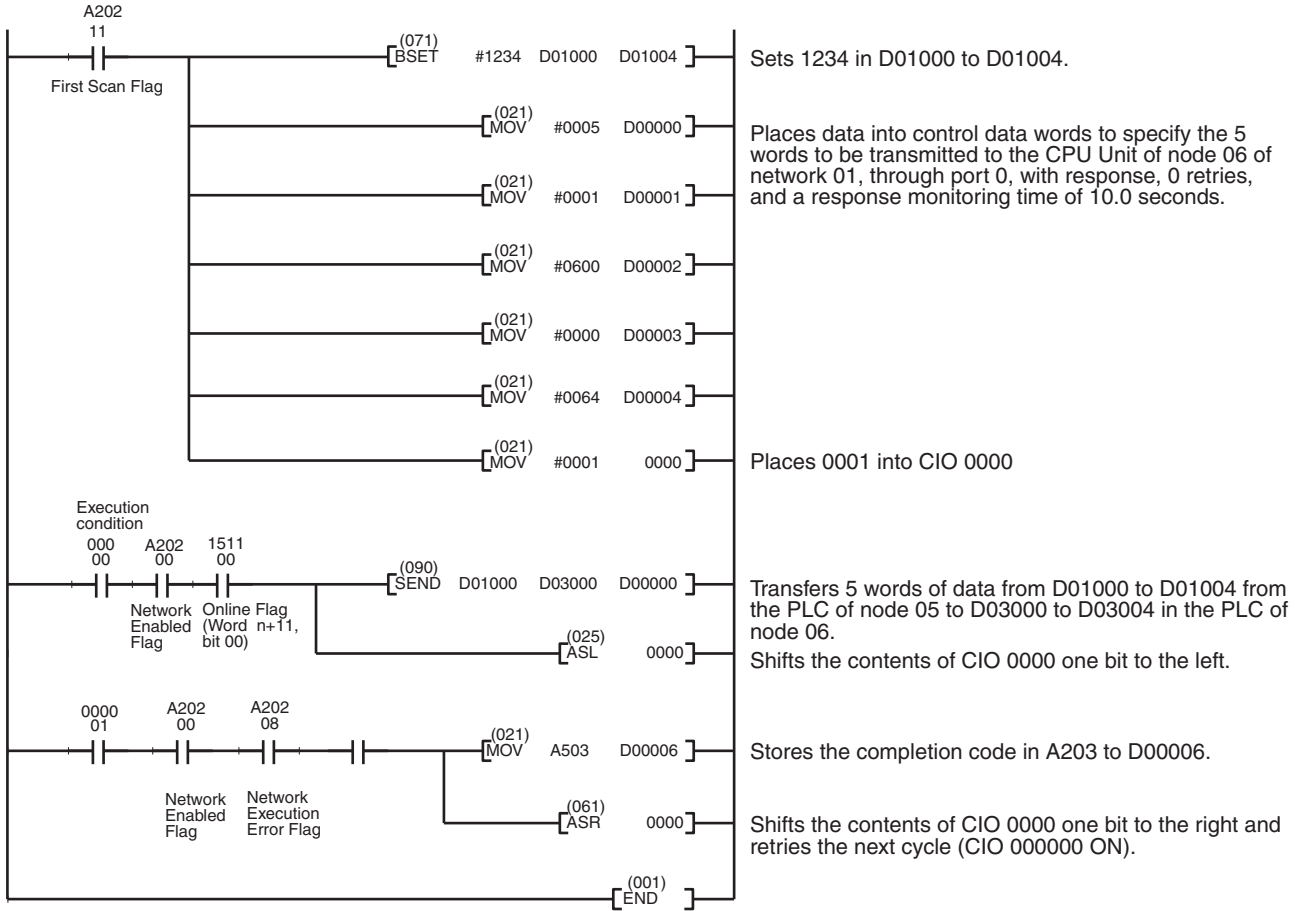 A202
11
First Scan Flag
(071)
BSET #1234 D01000 D01004
Sets 1234 in D01000 to D01004.
(021)
MOV #0005 D00000
Places data into control data words to specify the 5
words to be transmitted to the CPU Unit of node 06 of
network 01, through port 0, with response, 0 retries,
and a response monitoring time of 10.0 seconds.
(021)
MOV #0001 D00001
(021)
MOV #0600 D00002
(021)
MOV #0000 D00003
(021)
MOV #0064 D00004
(021)
MOV #0001 0000
Places 0001 into CIO 0000
Execution
condition
000 A202 1511
00 00 00
Network
Enabled
Flag
Online Flag
(Word n+11,
bit 00)
(090)
SEND D01000 D03000 D00000
Transfers 5 words of data from D01000 to D01004 from
the PLC of node 05 to D03000 to D03004 in the PLC of
node 06.
(025)
ASL 0000
Shifts the contents of CIO 0000 one bit to the left.
0000 A202 A202
01 00 08
Network
Enabled
Flag
Network
Execution
Error Flag
(021)
MOV A503 D00006
Stores the completion code in A203 to D00006.
(061)
ASR 0000
Shifts the contents of CIO 0000 one bit to the right and
retries the next cycle (CIO 000000 ON).
(001)
END